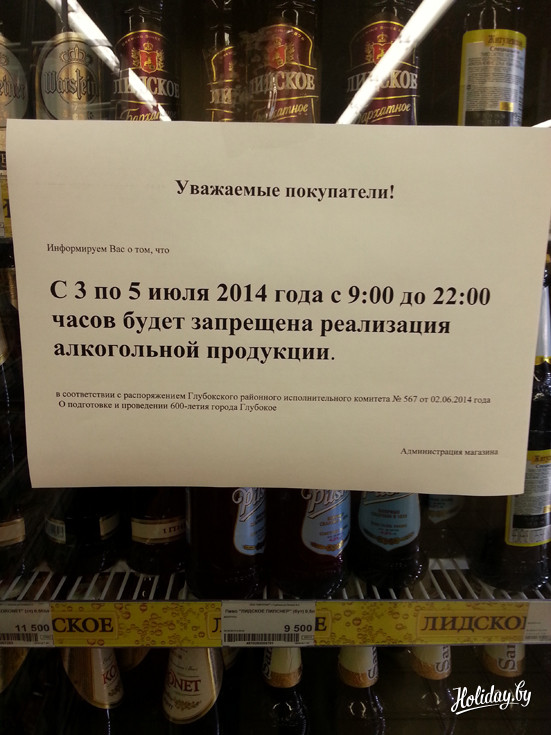 ЛИДСКОЕ
ЛИДСКОЕ
Бархатное
Бархатное
Уважаемые покупатели!
Информируем Вас о том, что
С 3 по 5 июля 2014 года с 9:00 до 22:00
часов будет запрещена реализация
алкогольной продукции.
в соответствии с распоряжением Глубокского районного исполнительного комитета № 567 от 02.06.2014 года
О подготовке и проведении 600-летия города Глубокое
Администрация магазина
11 500
9 500
ЛИДСКОЕ
Holiday.by